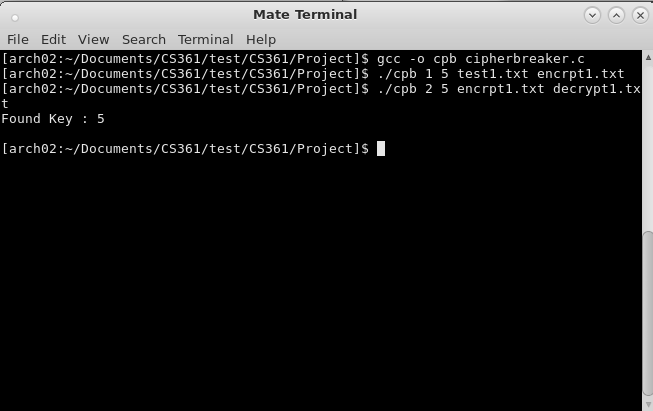 Mate Terminal
File Edit View Search Terminal Help
[arch02:~/Documents/CS361/test/CS361/Project]$ gcc -o cpb cipherbreaker.c
[arch02:~/Documents/CS361/test/CS361/Project]$ ./cpb 1 5 test1.txt encrpt1.txt
[arch02:~/Documents/CS361/test/CS361/Project]$ ./cpb 2 5 encrpt1.txt decrypt1.tx
t
Found Key : 5
[arch02:~/Documents/CS361/test/CS361/Project]$